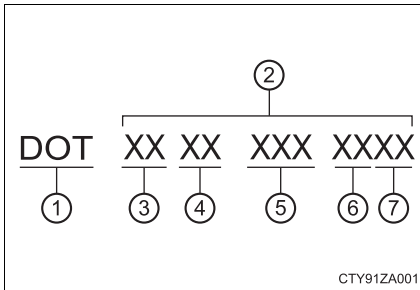 ②
DOT XX XX XXX XXXX
① ③ ④ ⑤ ⑥ ⑦
CTY91ZA001